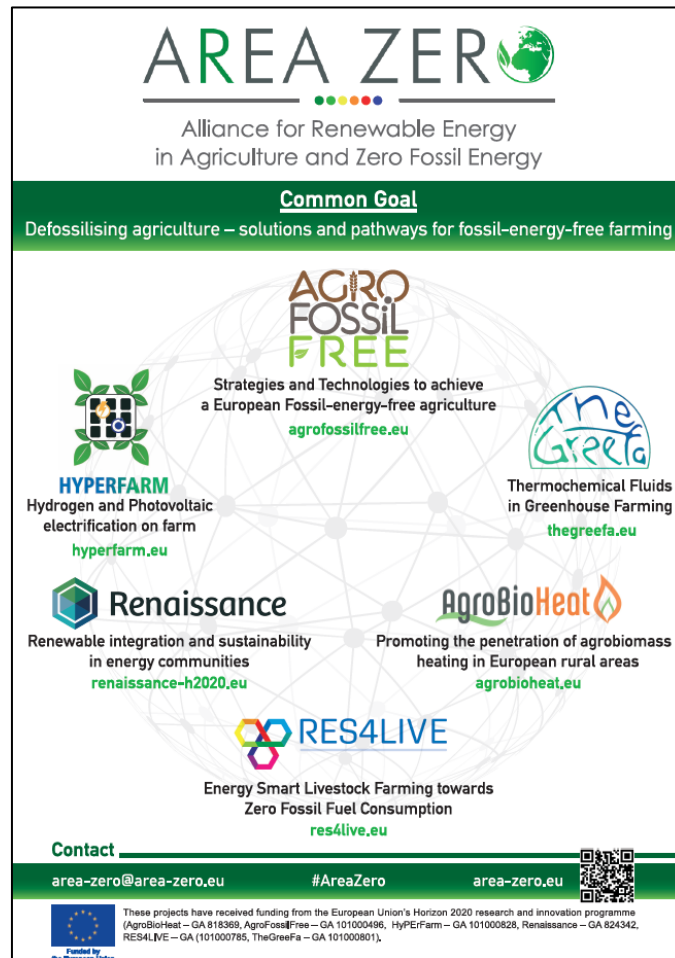 AREA ZERO
Alliance for Renewable Energy
in Agriculture and Zero Fossil Energy
Common Goal
Defossilising agriculture – solutions and pathways for fossil-energy-free farming
AGRO
FOSSIL
FREE
Strategies and Technologies to achieve
a European Fossil-energy-free agriculture
agrofossilfree.eu
HYPERFARM
Hydrogen and Photovoltaic
electrification on farm
hyperfarm.eu
The
Greefa
Thermochemical Fluids
in Greenhouse Farming
thegreefa.eu
Renaissance
Renewable integration and sustainability
in energy communities
renaissance-h2020.eu
AgroBioHeat
Promoting the penetration of agrobiomass
heating in European rural areas
agrobioheat.eu
RES4LIVE
Energy Smart Livestock Farming towards
Zero Fossil Fuel Consumption
res4live.eu
Contact
area-zero@area-zero.eu #AreaZero area-zero.eu
These projects have received funding from the European Union's Horizon 2020 research and innovation programme
(AgroBioHeat – GA 818369, AgroFossilFree – GA 101000496, HyPErFarm – GA 101000828, Renaissance – GA 824342,
RES4LIVE – GA (101000785, TheGreeFa – GA 101000801).
Funded by
the European Union